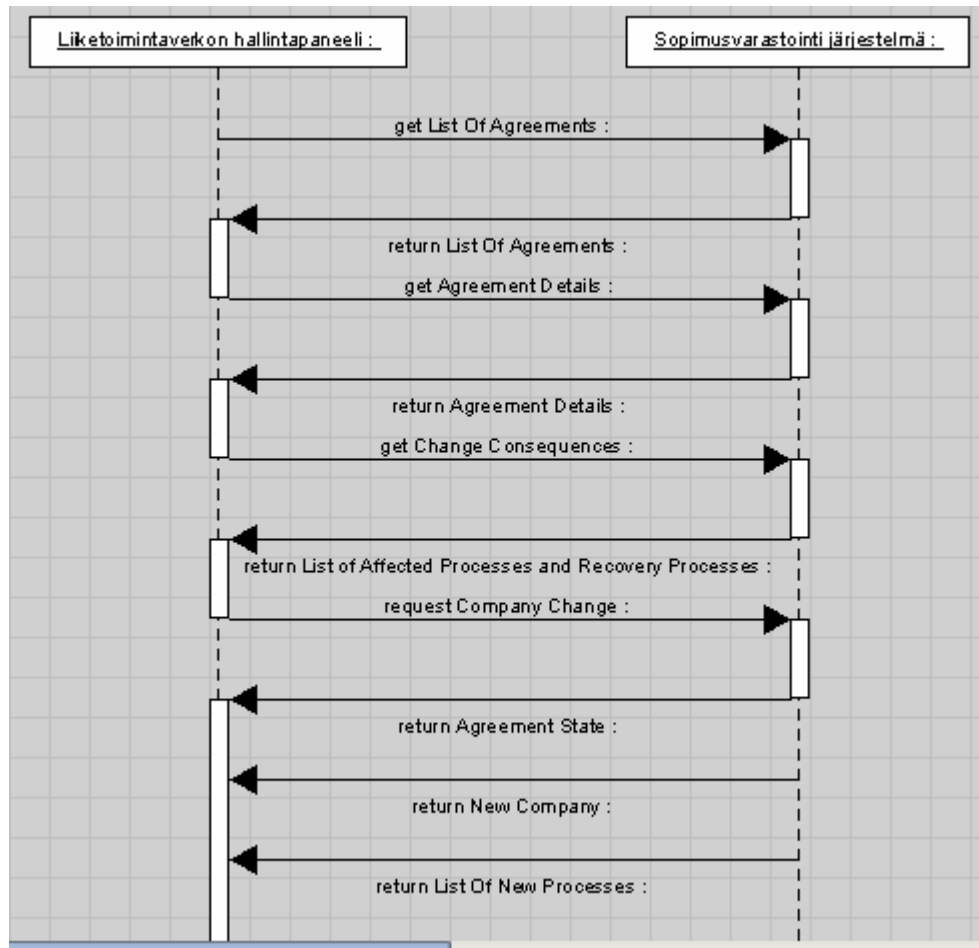 Liiketoimintaverkon hallintapaneeli :
Sopimusvarastointi järjestelmä :
get List Of Agreements :
return List Of Agreements :
get Agreement Details :
return Agreement Details :
get Change Consequences :
return List of Affected Processes and Recovery Processes :
request Company Change :
return Agreement State :
return New Company :
return List Of New Processes :